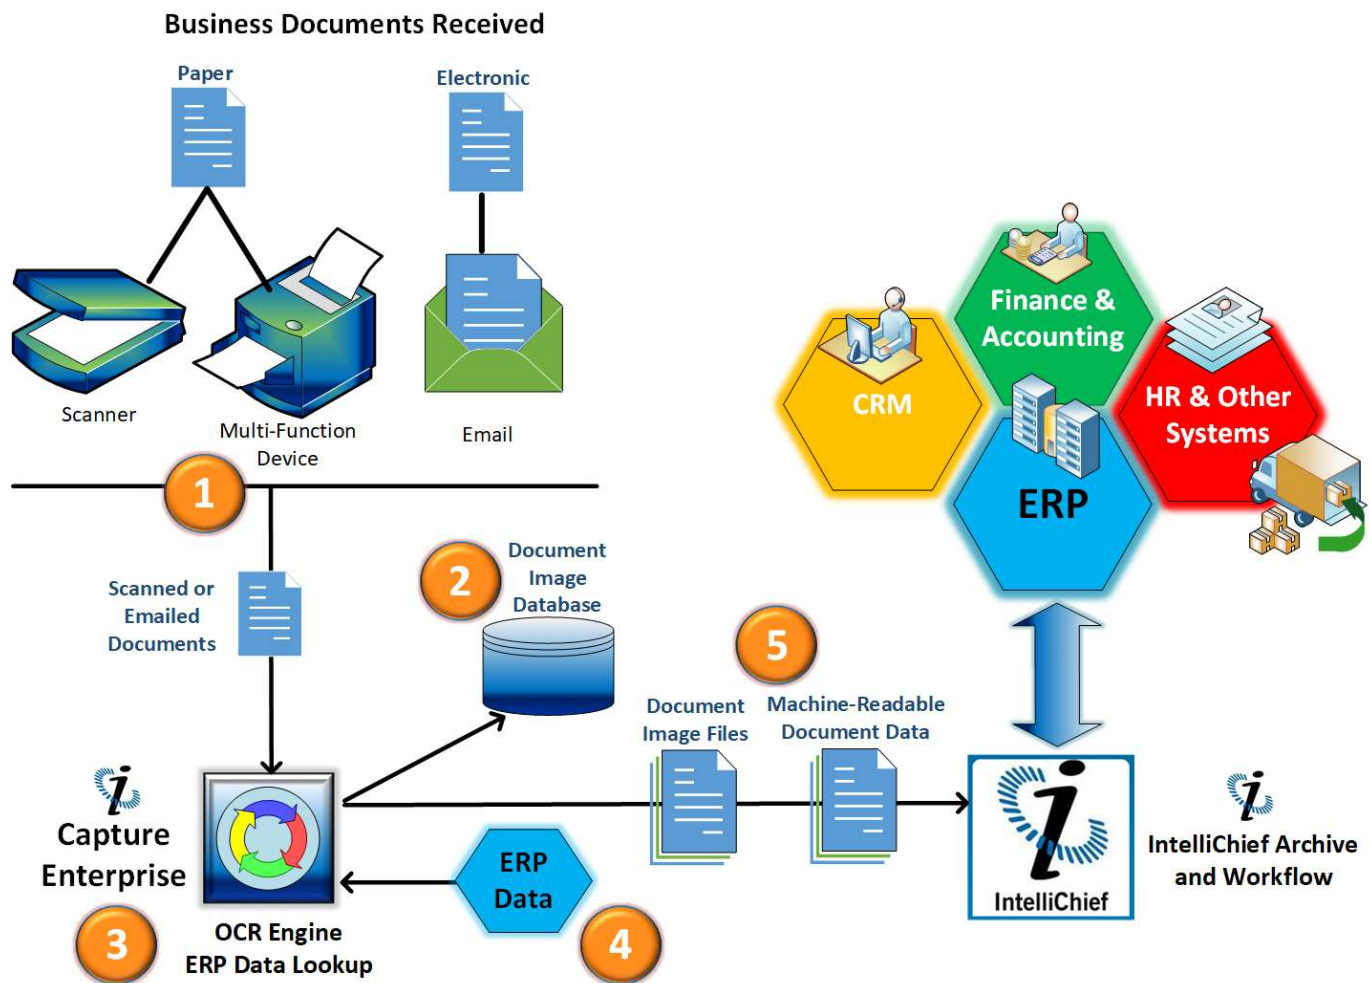 Business Documents Received
Paper
Electronic
Scanner
Multi-Function
Device
Email
1
Scanned or
Emailed
Documents
2
Document
Image
Database
Capture
Enterprise
3
OCR Engine
ERP Data Lookup
ERP
Data
4
5
Document
Image Files
Machine-Readable
Document Data
Finance &
Accounting
CRM
HR & Other
Systems
ERP
IntelliChief
IntelliChief Archive
and Workflow